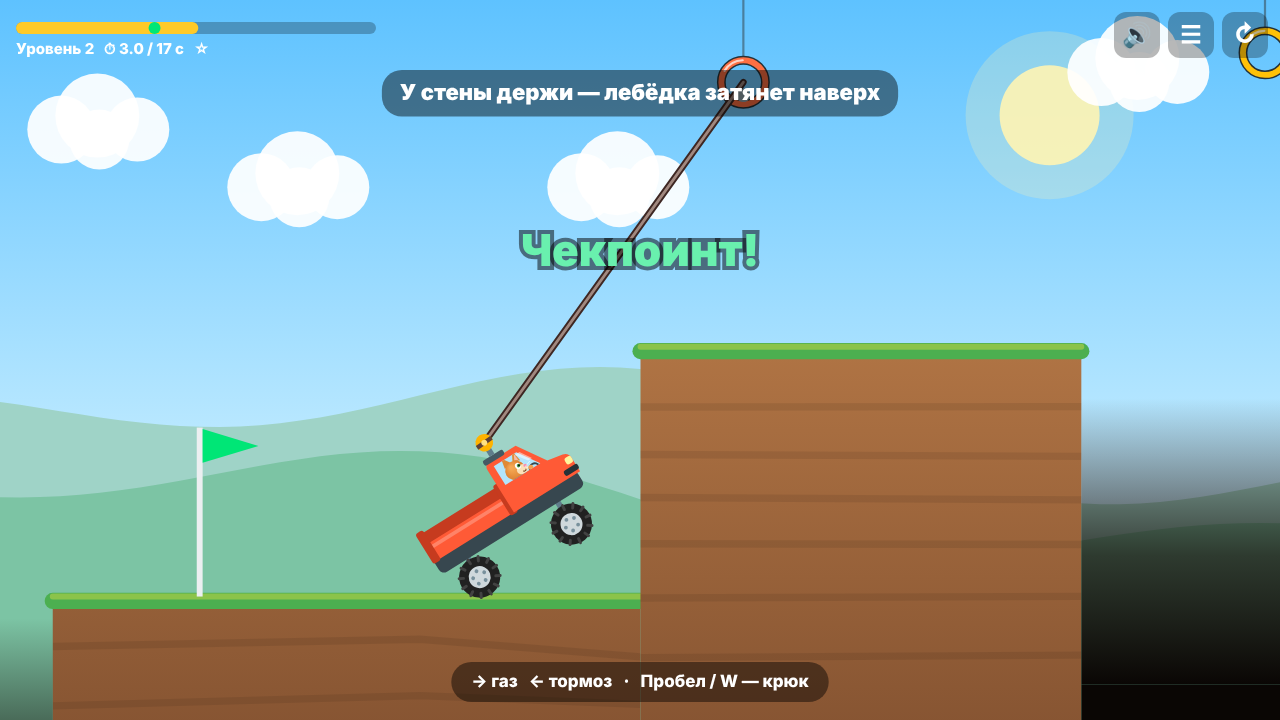 Уровень 2 ⏱ 3.0 / 17 с ☆
У стены держи — лебёдка затянет наверх
Чекпоинт!
→ газ ← тормоз · Пробел / W — крюк